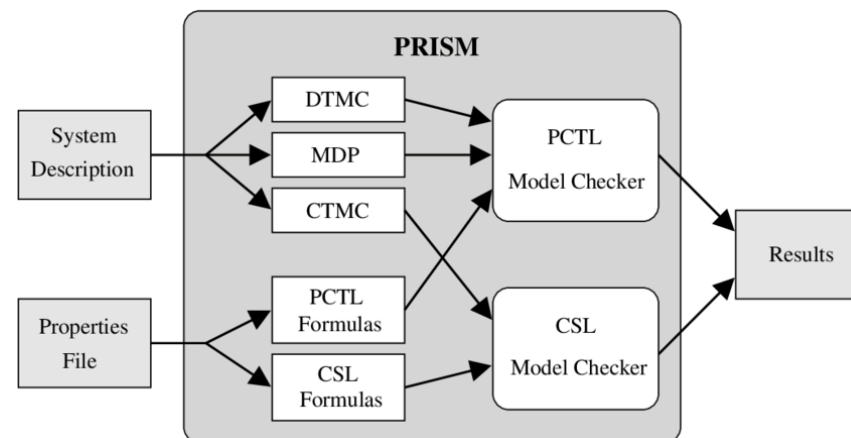 PRISM
System
Description
DTMC
MDP
CTMC
PCTL
Model Checker
Results
Properties
File
PCTL
Formulas
CSL
Formulas
CSL
Model Checker